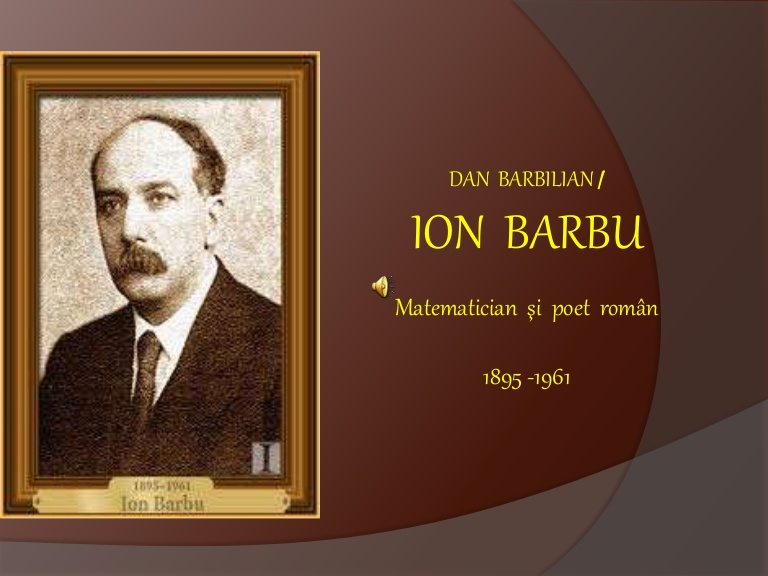 DAN BARBILIAN/
ION BARBU
Matematician şi poet român
1895 -1961
I
1895-1961
Ion Barbu